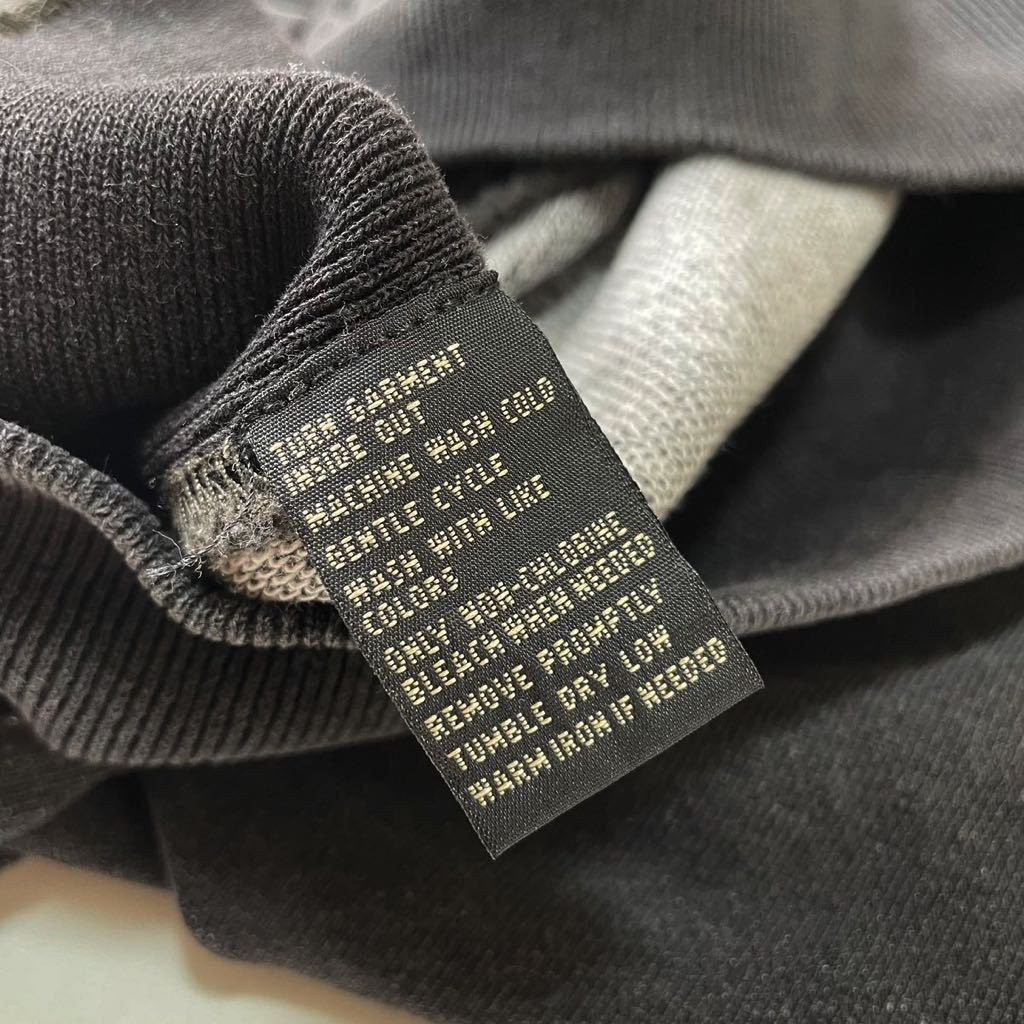 TURN GARMENT
INSIDE OUT
MACHINE WASH COLD
GENTLE CYCLE
WASH WITH LIKE
COLORS
ONLY NON-CHLORINE
BLEACH WHEN NEEDED
REMOVE PROMPTLY
TUMBLE DRY LOW
WARM IRON IF NEEDED